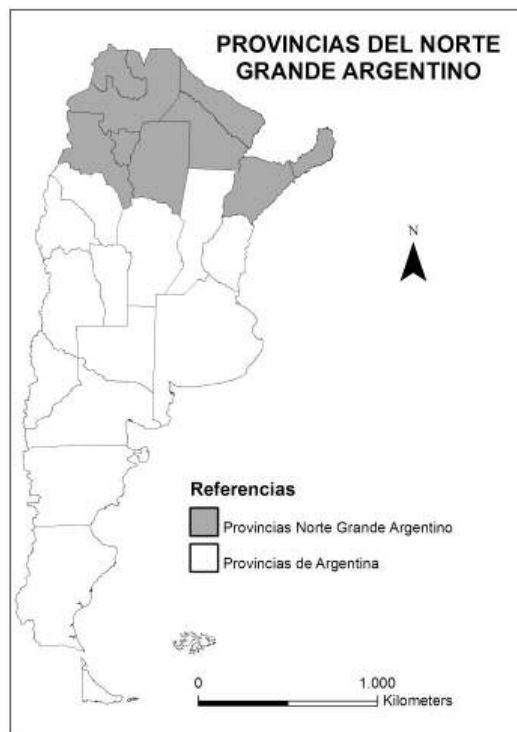 PROVINCIAS DEL NORTE
GRANDE ARGENTINO
N
Referencias
Provincias Norte Grande Argentino
Provincias de Argentina
0 1.000
Kilometers